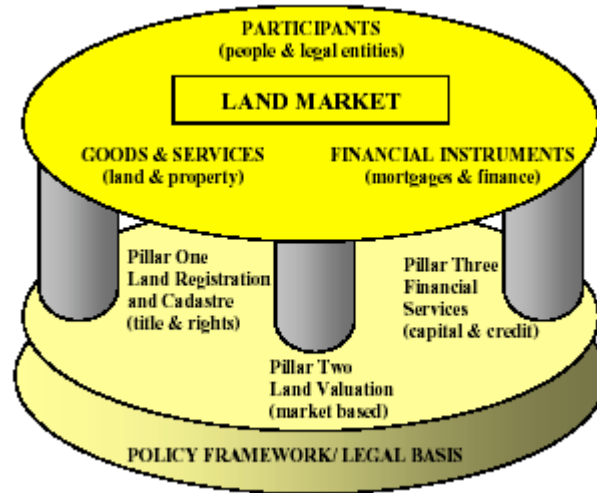 PARTICIPANTS
(people & legal entities)
LAND MARKET
GOODS & SERVICES
(land & property)
FINANCIAL INSTRUMENTS
(mortgages & finance)
Pillar One
Land Registration
and Cadastre
(title & rights)
Pillar Two
Land Valuation
(market based)
Pillar Three
Financial
Services
(capital & credit)
POLICY FRAMEWORK/ LEGAL BASIS